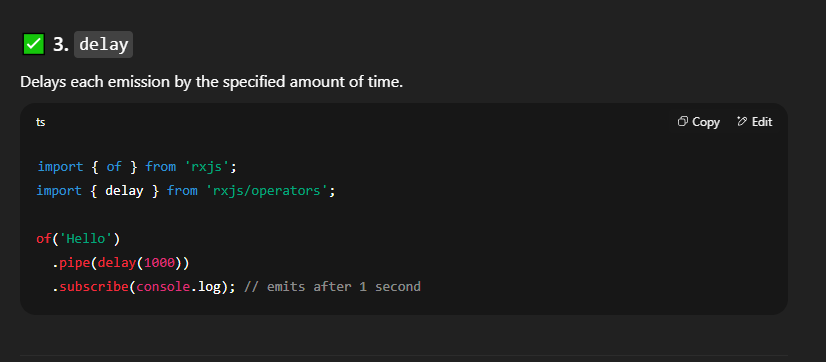 ✅ 3. delay
Delays each emission by the specified amount of time.
ts
Copy
Edit
import { of } from 'rxjs';
import { delay } from 'rxjs/operators';
of('Hello')
.pipe(delay(1000))
.subscribe(console.log); // emits after 1 second